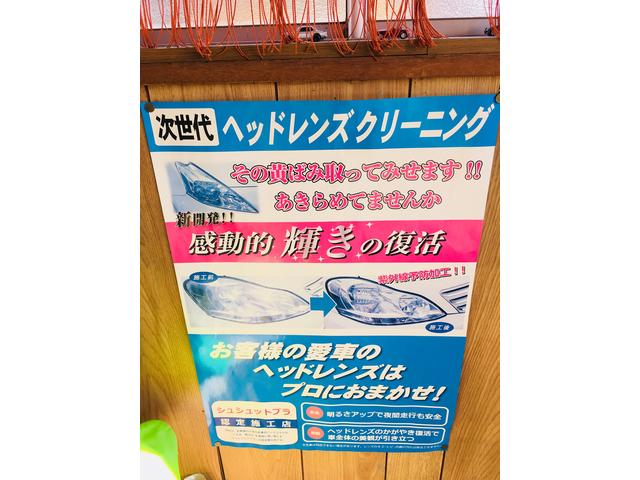 次世代 ヘッドレンズクリーニング
その黄ばみ取ってみせます!!
あきらめてませんか
新開発!!
感動的 輝きの復活
施工前
紫外線予防加工!!
施工後
お客様の愛車の
ヘッドレンズは
プロにおまかせ!
シュシュットプラ
認定施工店
明るさアップで夜間走行も安全
ヘッドレンズのかがやき復活で
車全体の美観が引き立つ